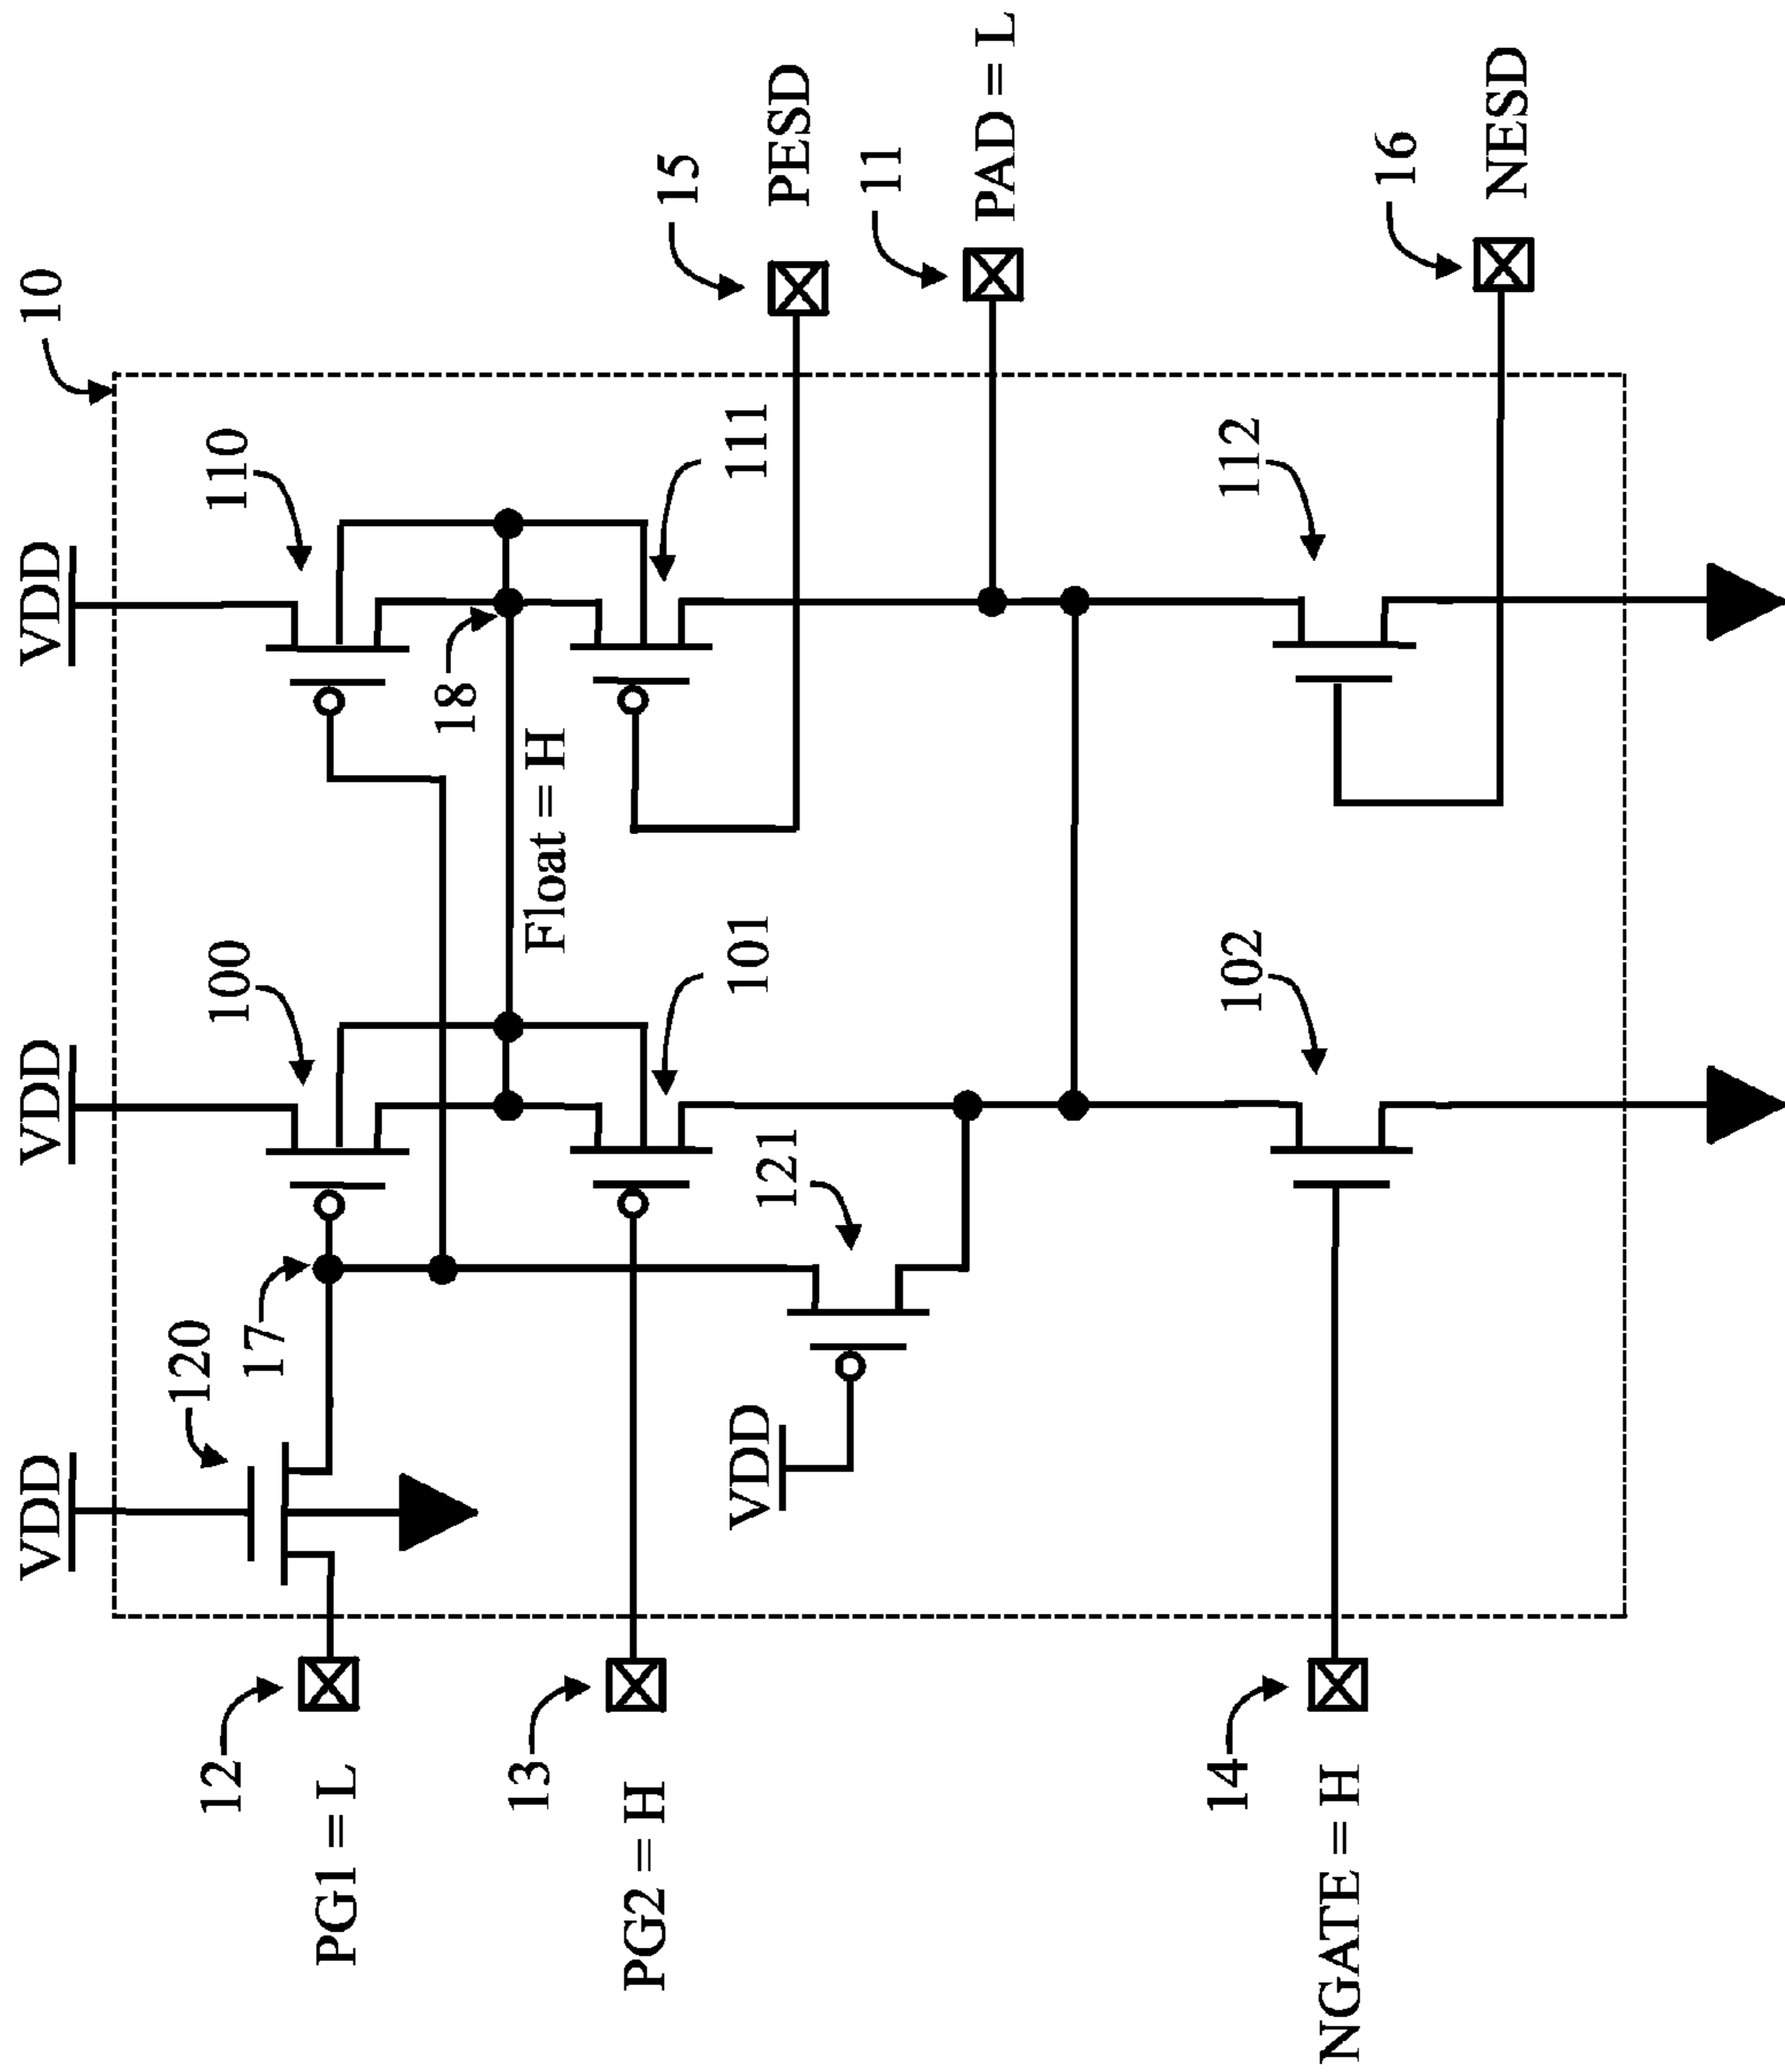 10
VDD
VDD
VDD
110
100
120
17
18
Float = H
111
101
121
VDD
112
102
12
PG1 = L
13
PG2 = H
14
NGATE = H
15
PESD
11
PAD = L
16
NESD